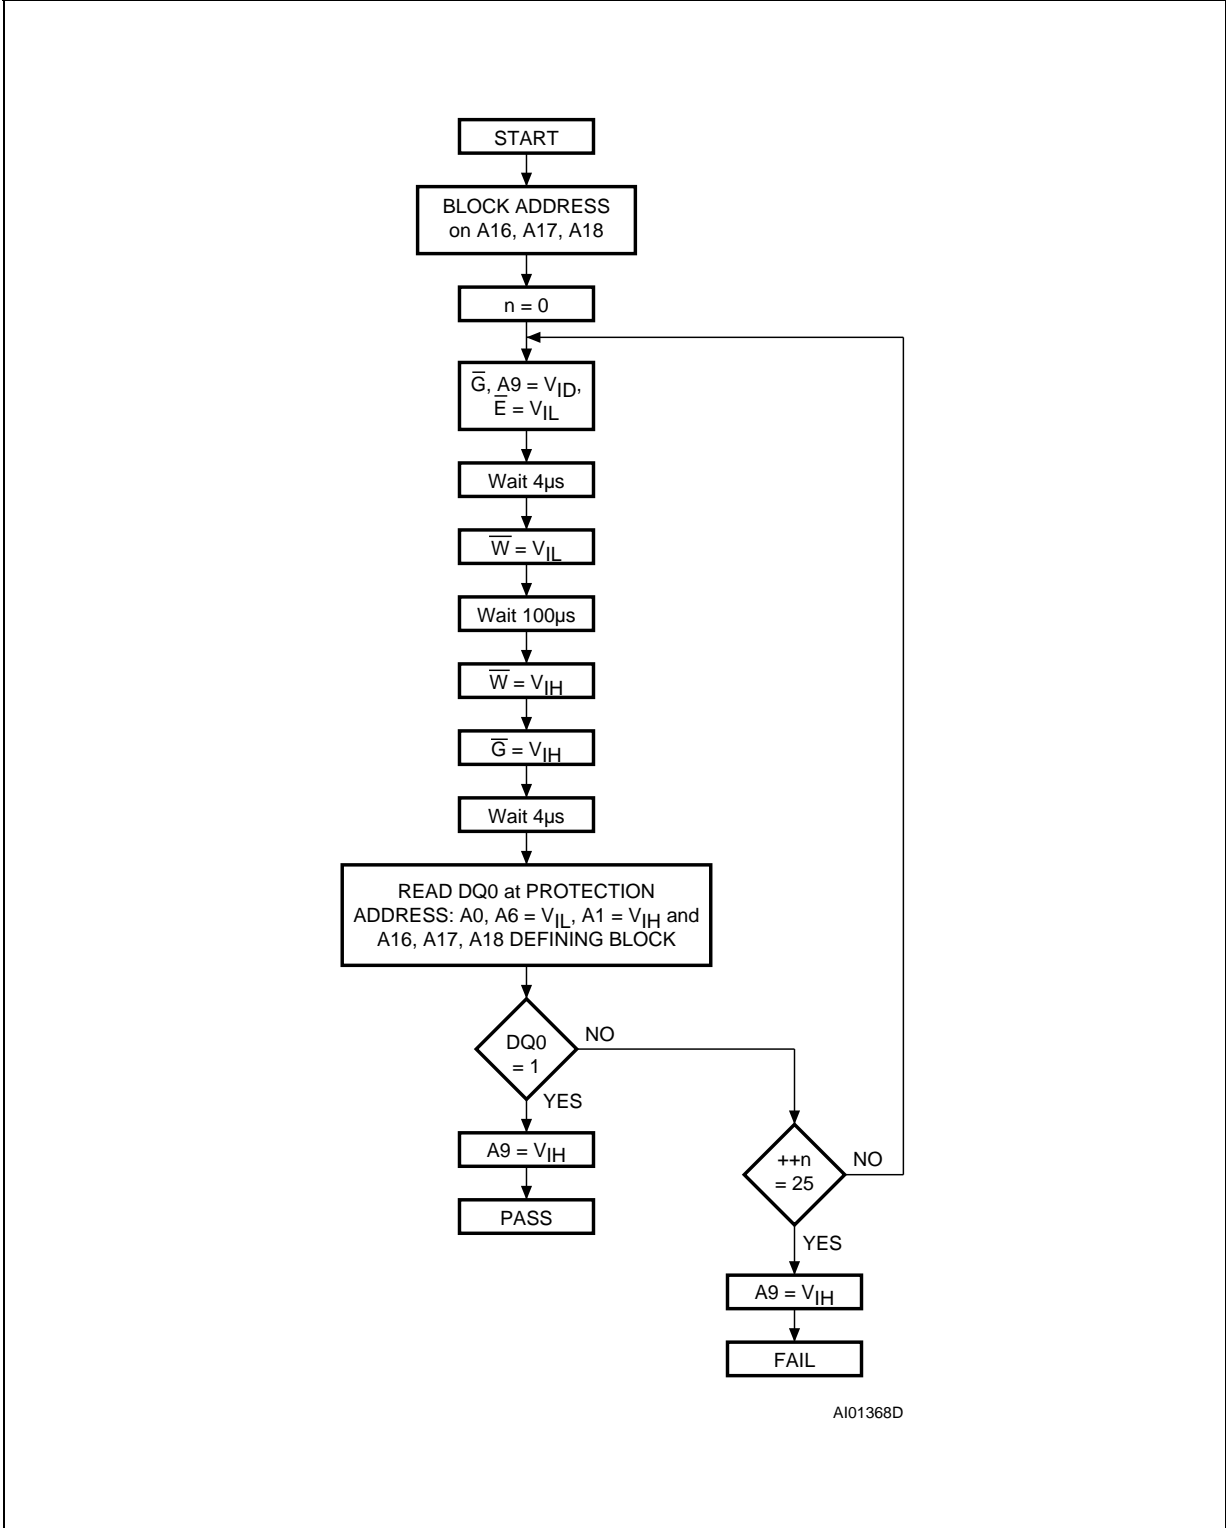 START
BLOCK ADDRESS
on A16, A17, A18
n = 0
G̅, A9 = VID,
E̅ = VIL
Wait 4µs
W̅ = VIL
Wait 100µs
W̅ = VIH
G̅ = VIH
Wait 4µs
READ DQ0 at PROTECTION
ADDRESS: A0, A6 = VIL, A1 = VIH and
A16, A17, A18 DEFINING BLOCK
DQ0
= 1
NO
YES
A9 = VIH
PASS
++n
= 25
NO
YES
A9 = VIH
FAIL
AI01368D